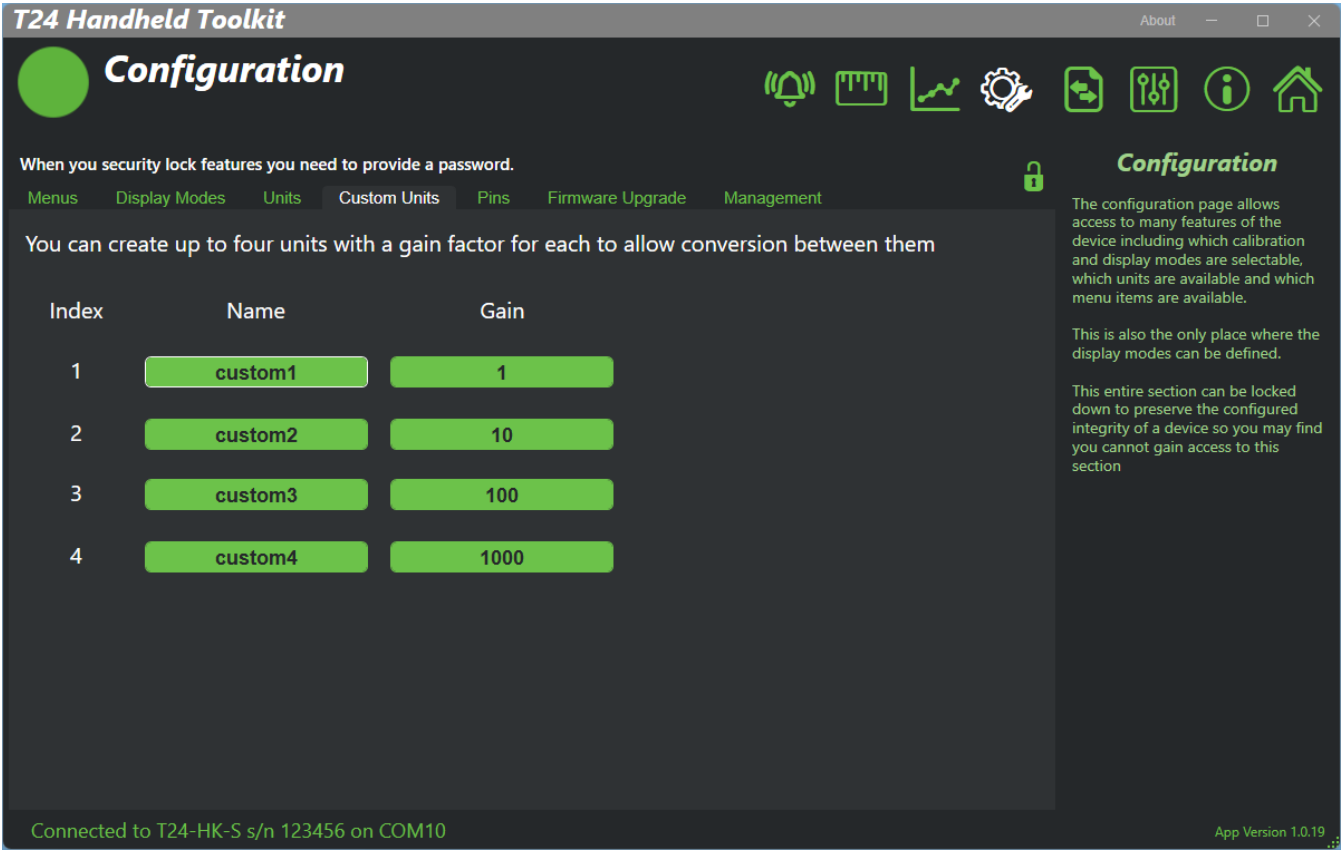 T24 Handheld Toolkit
About
Configuration
When you security lock features you need to provide a password.
Menus Display Modes Units Custom Units Pins Firmware Upgrade Management
You can create up to four units with a gain factor for each to allow conversion between them
Index Name Gain
1 custom1 1
2 custom2 10
3 custom3 100
4 custom4 1000
Configuration
The configuration page allows
access to many features of the
device including which calibration
and display modes are selectable,
which units are available and which
menu items are available.
This is also the only place where the
display modes can be defined.
This entire section can be locked
down to preserve the configured
integrity of a device so you may find
you cannot gain access to this
section
Connected to T24-HK-S s/n 123456 on COM10
App Version 1.0.19